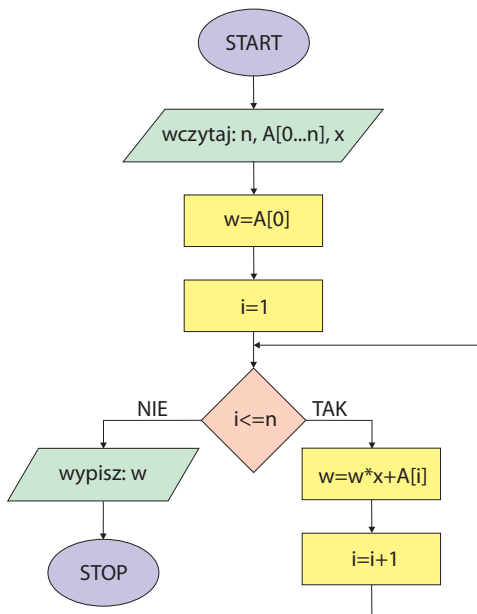 START
wczytaj: n, A[0...n], x
w=A[0]
i=1
NIE
i<=n
TAK
wypisz: w
w=w*x+A[i]
STOP
i=i+1